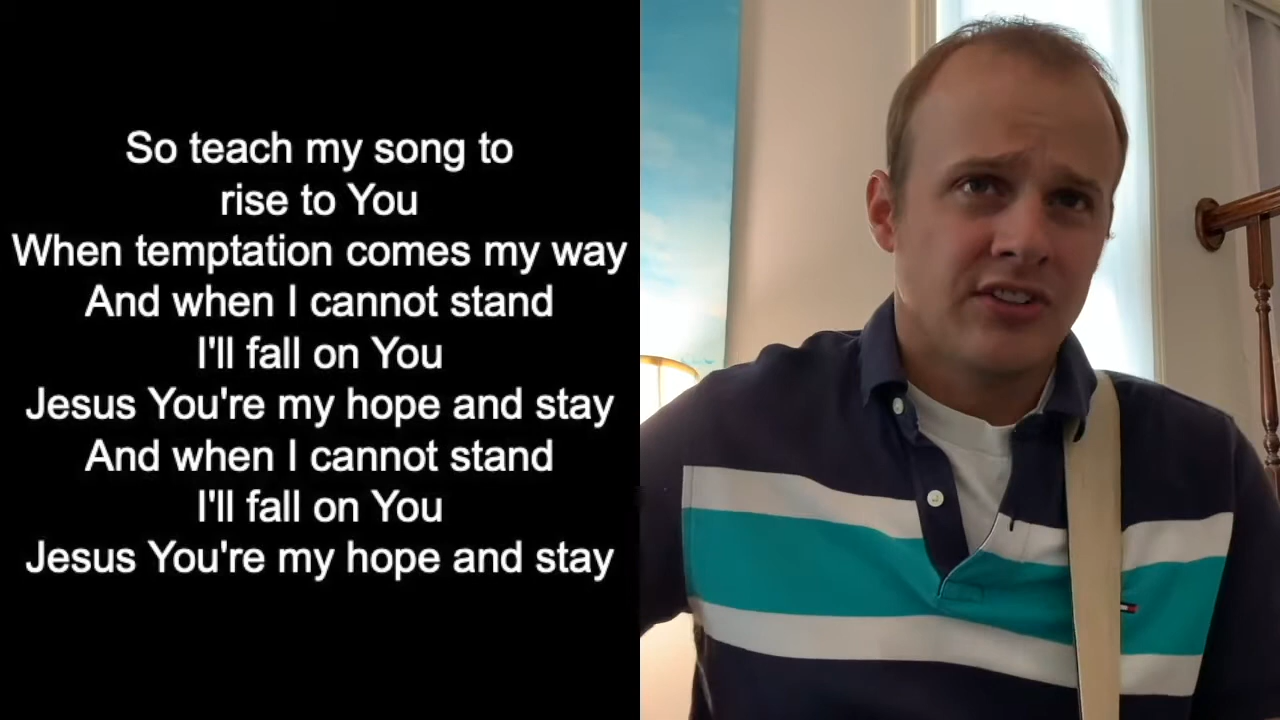 So teach my song to
rise to You
When temptation comes my way
And when I cannot stand
I'll fall on You
Jesus You're my hope and stay
And when I cannot stand
I'll fall on You
Jesus You're my hope and stay